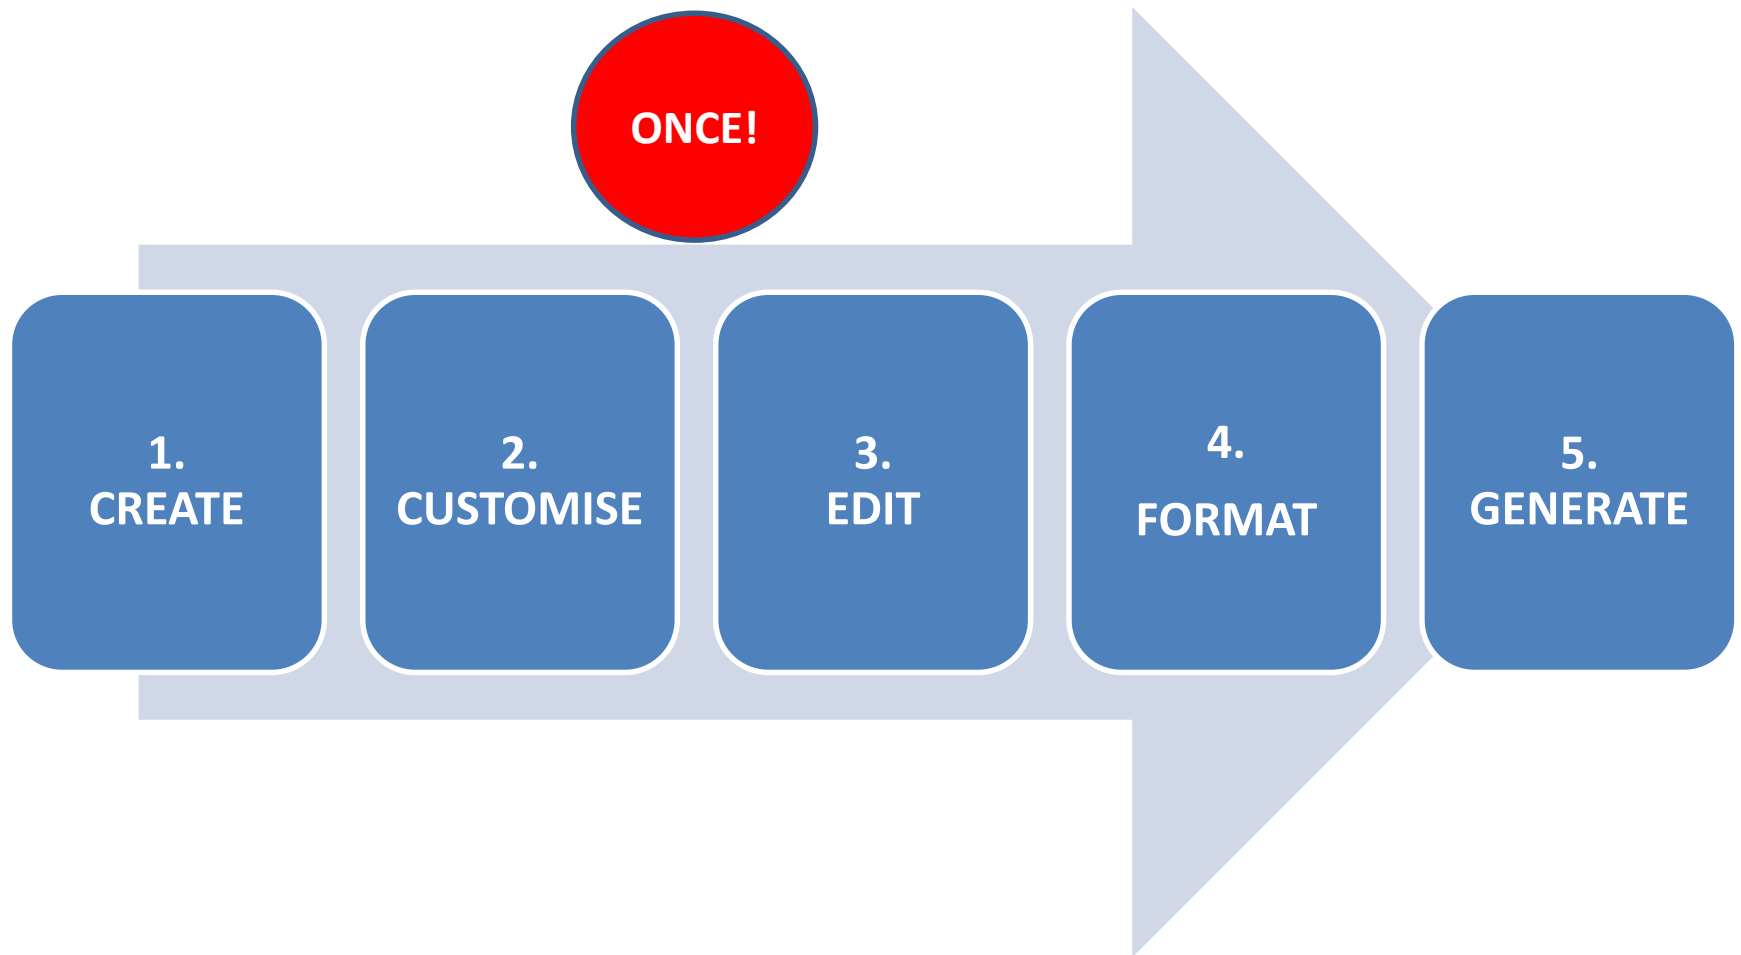 ONCE!
1.
CREATE
2.
CUSTOMISE
3.
EDIT
4.
FORMAT
5.
GENERATE